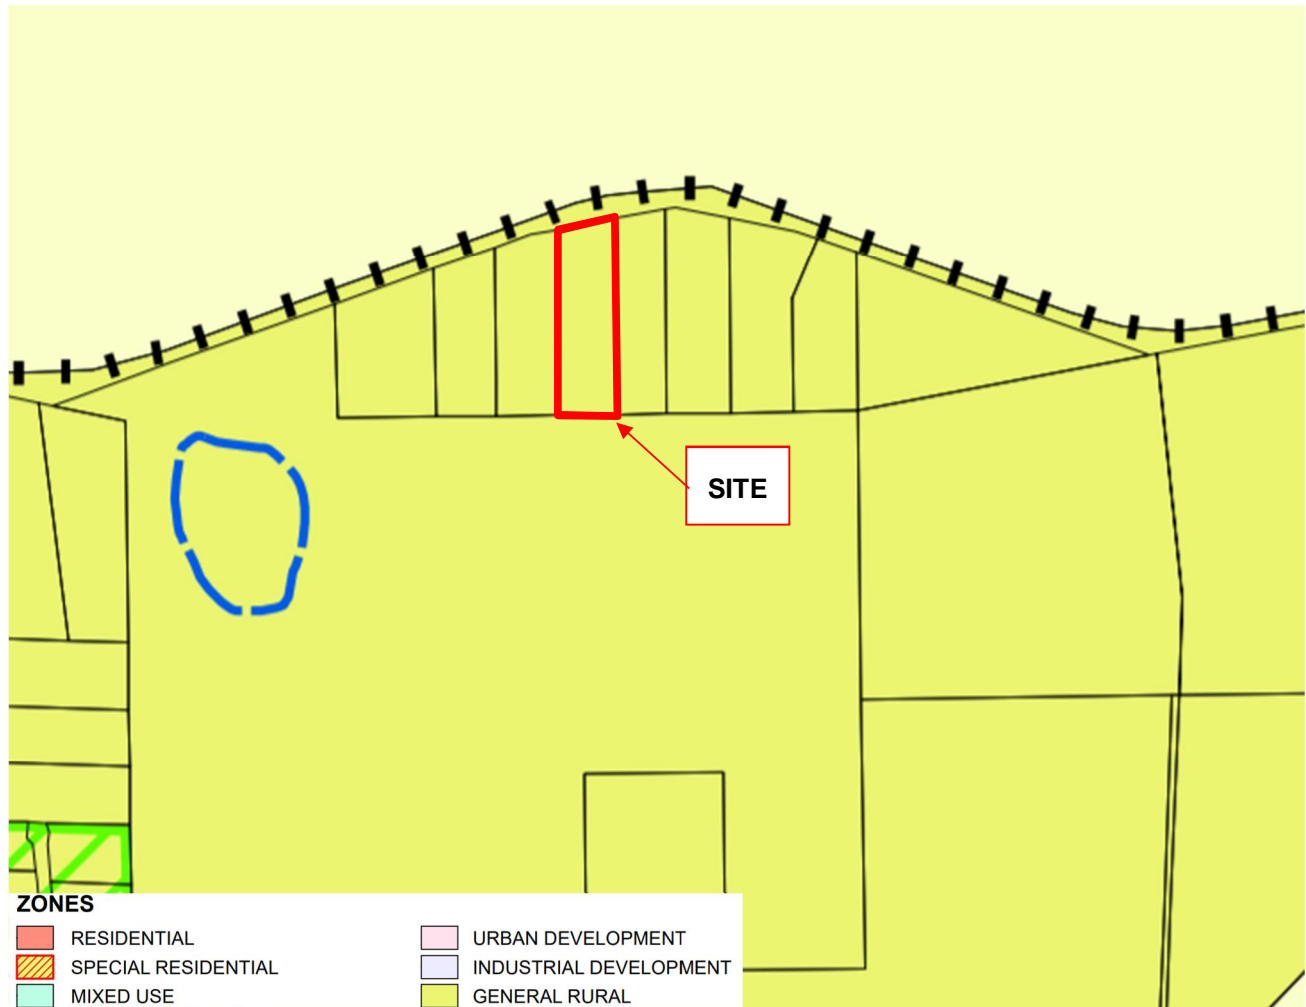 SITE
ZONES
RESIDENTIAL
SPECIAL RESIDENTIAL
MIXED USE
URBAN DEVELOPMENT
INDUSTRIAL DEVELOPMENT
GENERAL RURAL